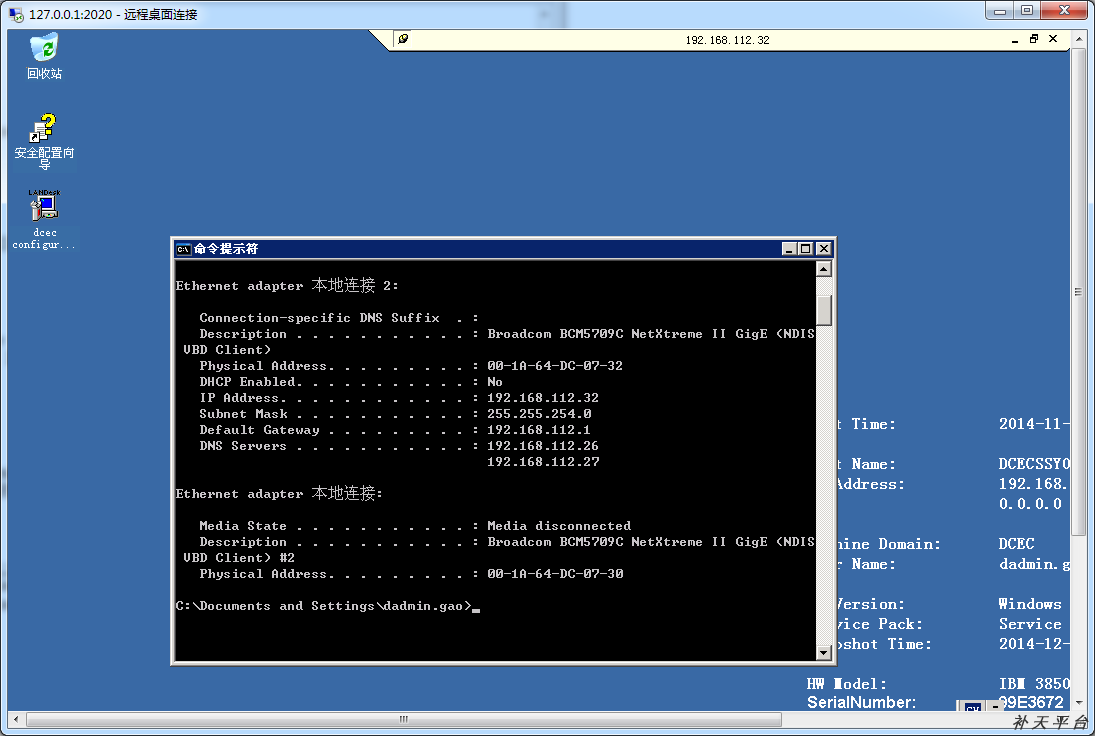 127.0.0.1:2020 - 远程桌面连接
192.168.112.32
回收站
安全配置向
导
LANDesk
dcec
configur...
命令提示符
Ethernet adapter 本地连接 2:
Connection-specific DNS Suffix  . :
Description . . . . . . . . . . . : Broadcom BCM5709C NetXtreme II GigE (NDIS
VBD Client)
Physical Address. . . . . . . . . : 00-1A-64-DC-07-32
DHCP Enabled. . . . . . . . . . . : No
IP Address. . . . . . . . . . . . : 192.168.112.32
Subnet Mask . . . . . . . . . . . : 255.255.254.0
Default Gateway . . . . . . . . . : 192.168.112.1
DNS Servers . . . . . . . . . . . : 192.168.112.26
192.168.112.27
Ethernet adapter 本地连接:
Media State . . . . . . . . . . . : Media disconnected
Description . . . . . . . . . . . : Broadcom BCM5709C NetXtreme II GigE (NDIS
VBD Client) #2
Physical Address. . . . . . . . . : 00-1A-64-DC-07-30
C:\Documents and Settings\dadmin.gao>
t Time: 2014-11-
t Name: DCECSSY0
Address: 192.168.
0.0.0.0
hine Domain: DCEC
r Name: dadmin.g
Version: Windows
vice Pack: Service
shot Time: 2014-12-
HW Model: IBM 3850
SerialNumber: 99E3672
CH
补天平台